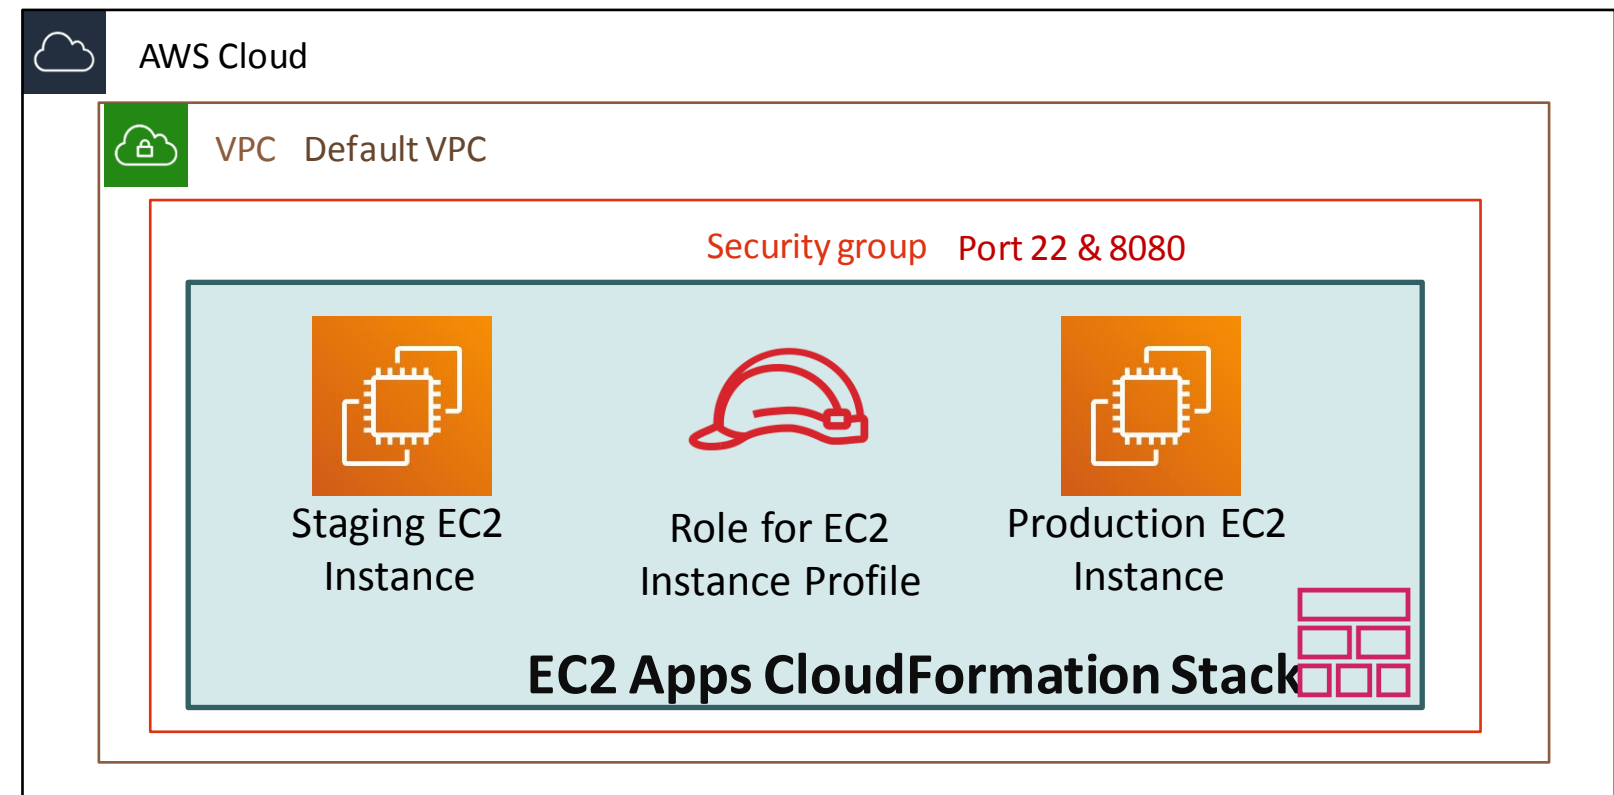 AWS Cloud
VPC Default VPC
Security group Port 22 & 8080
Staging EC2
Instance
Role for EC2
Instance Profile
Production EC2
Instance
EC2 Apps CloudFormation Stack